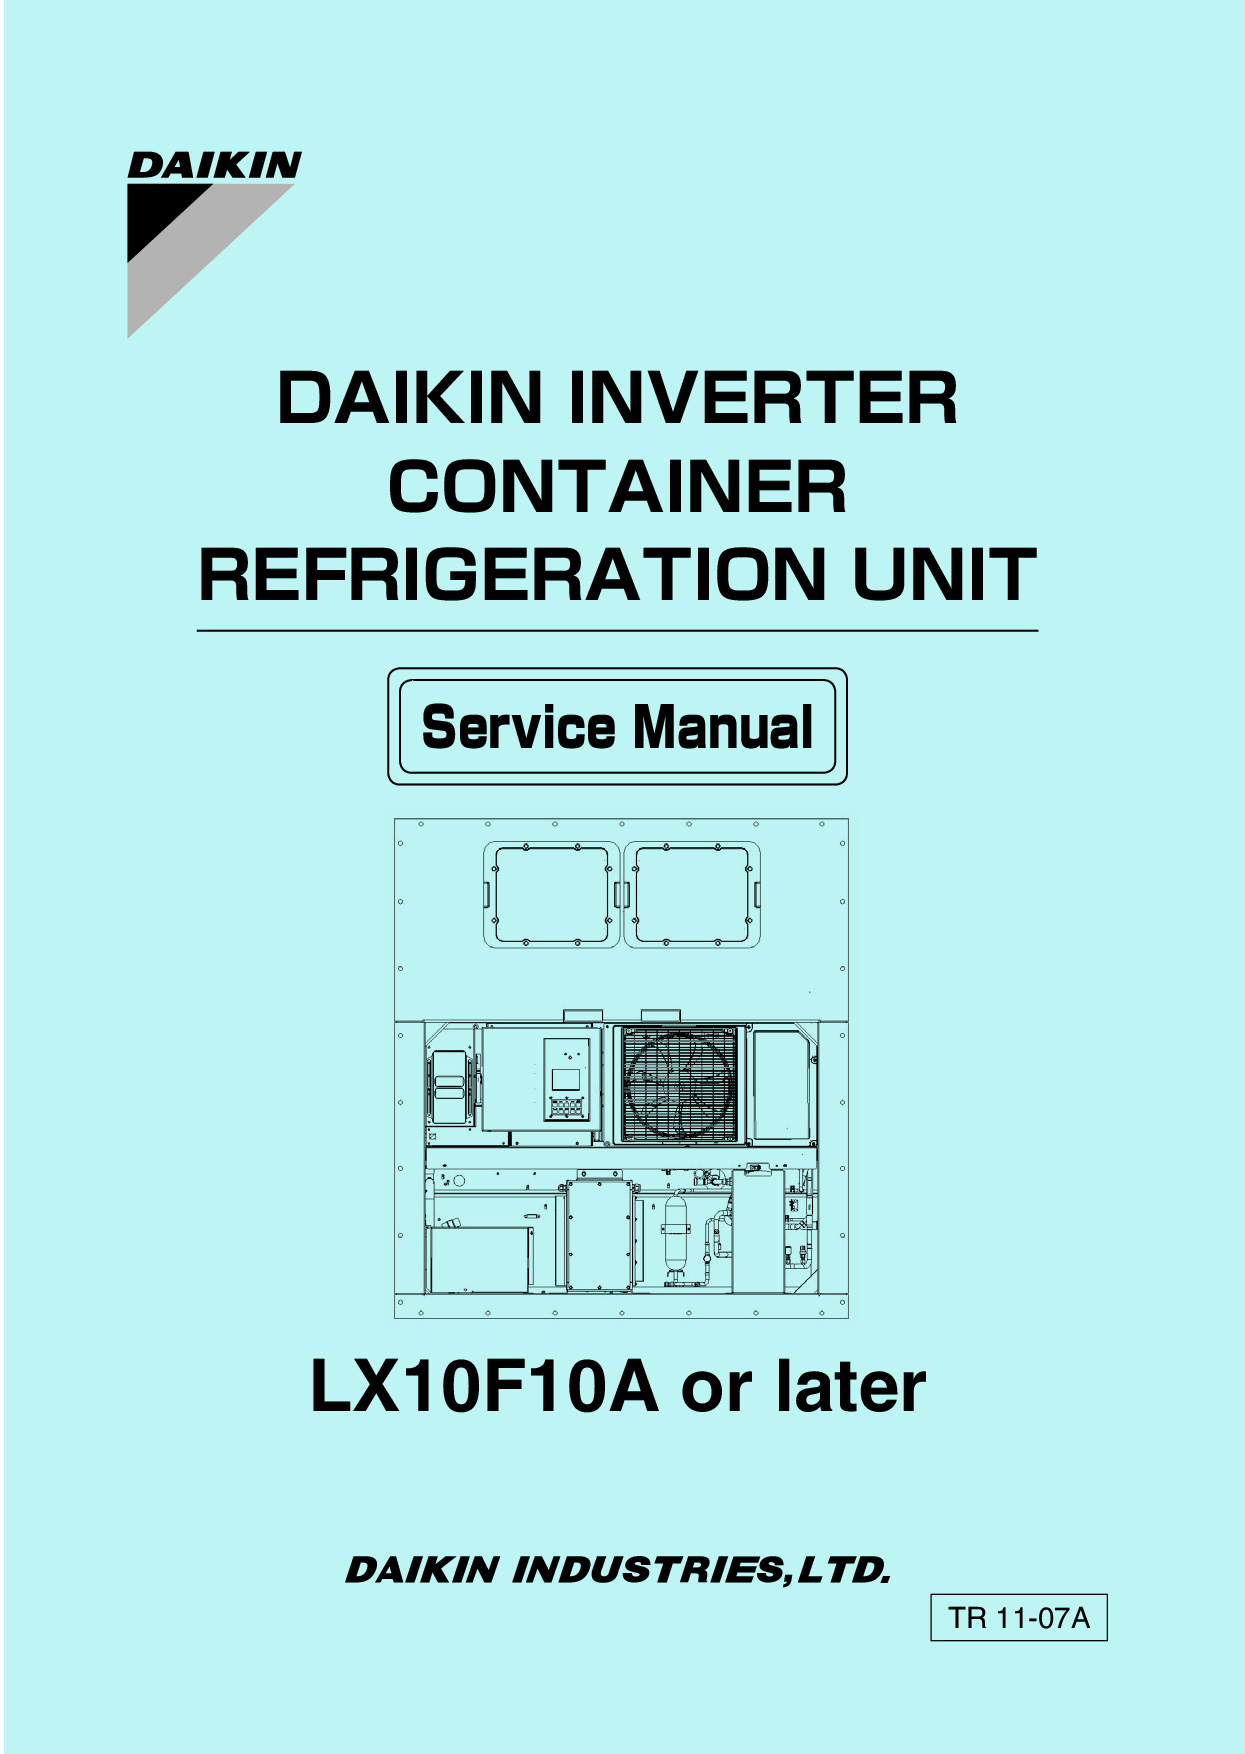 DAIKIN
DAIKIN INVERTER
CONTAINER
REFRIGERATION UNIT
Service Manual
LX10F10A or later
DAIKIN INDUSTRIES,LTD.
TR 11-07A